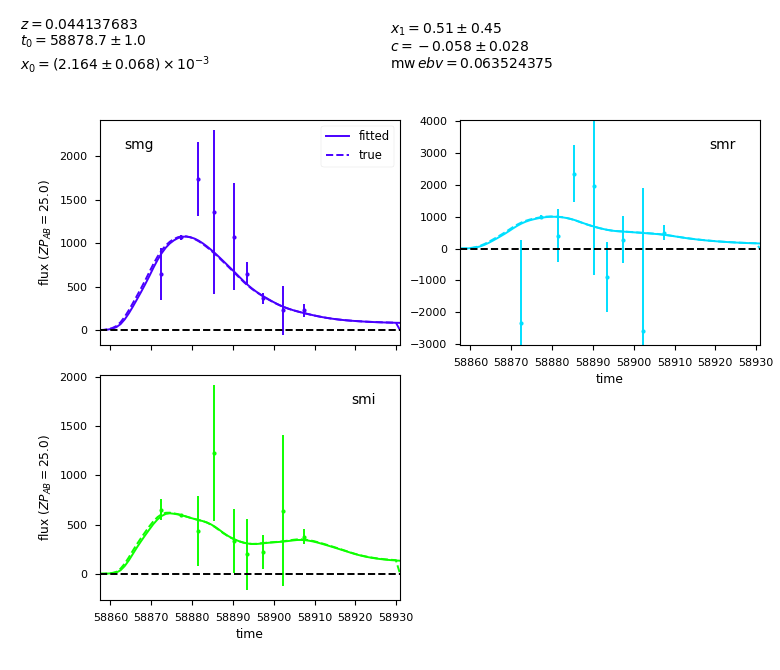 z = 0.044137683
t₀ = 58878.7 ± 1.0
x₀ = (2.164 ± 0.068) × 10⁻³
x₁ = 0.51 ± 0.45
c = −0.058 ± 0.028
mw ebv = 0.063524375
smg
fitted
true
flux (ZP_AB = 25.0)
2000
1500
1000
500
0
smr
4000
3000
2000
1000
0
−1000
−2000
−3000
58860 58870 58880 58890 58900 58910 58920 58930
time
smi
flux (ZP_AB = 25.0)
2000
1500
1000
500
0
58860 58870 58880 58890 58900 58910 58920 58930
time